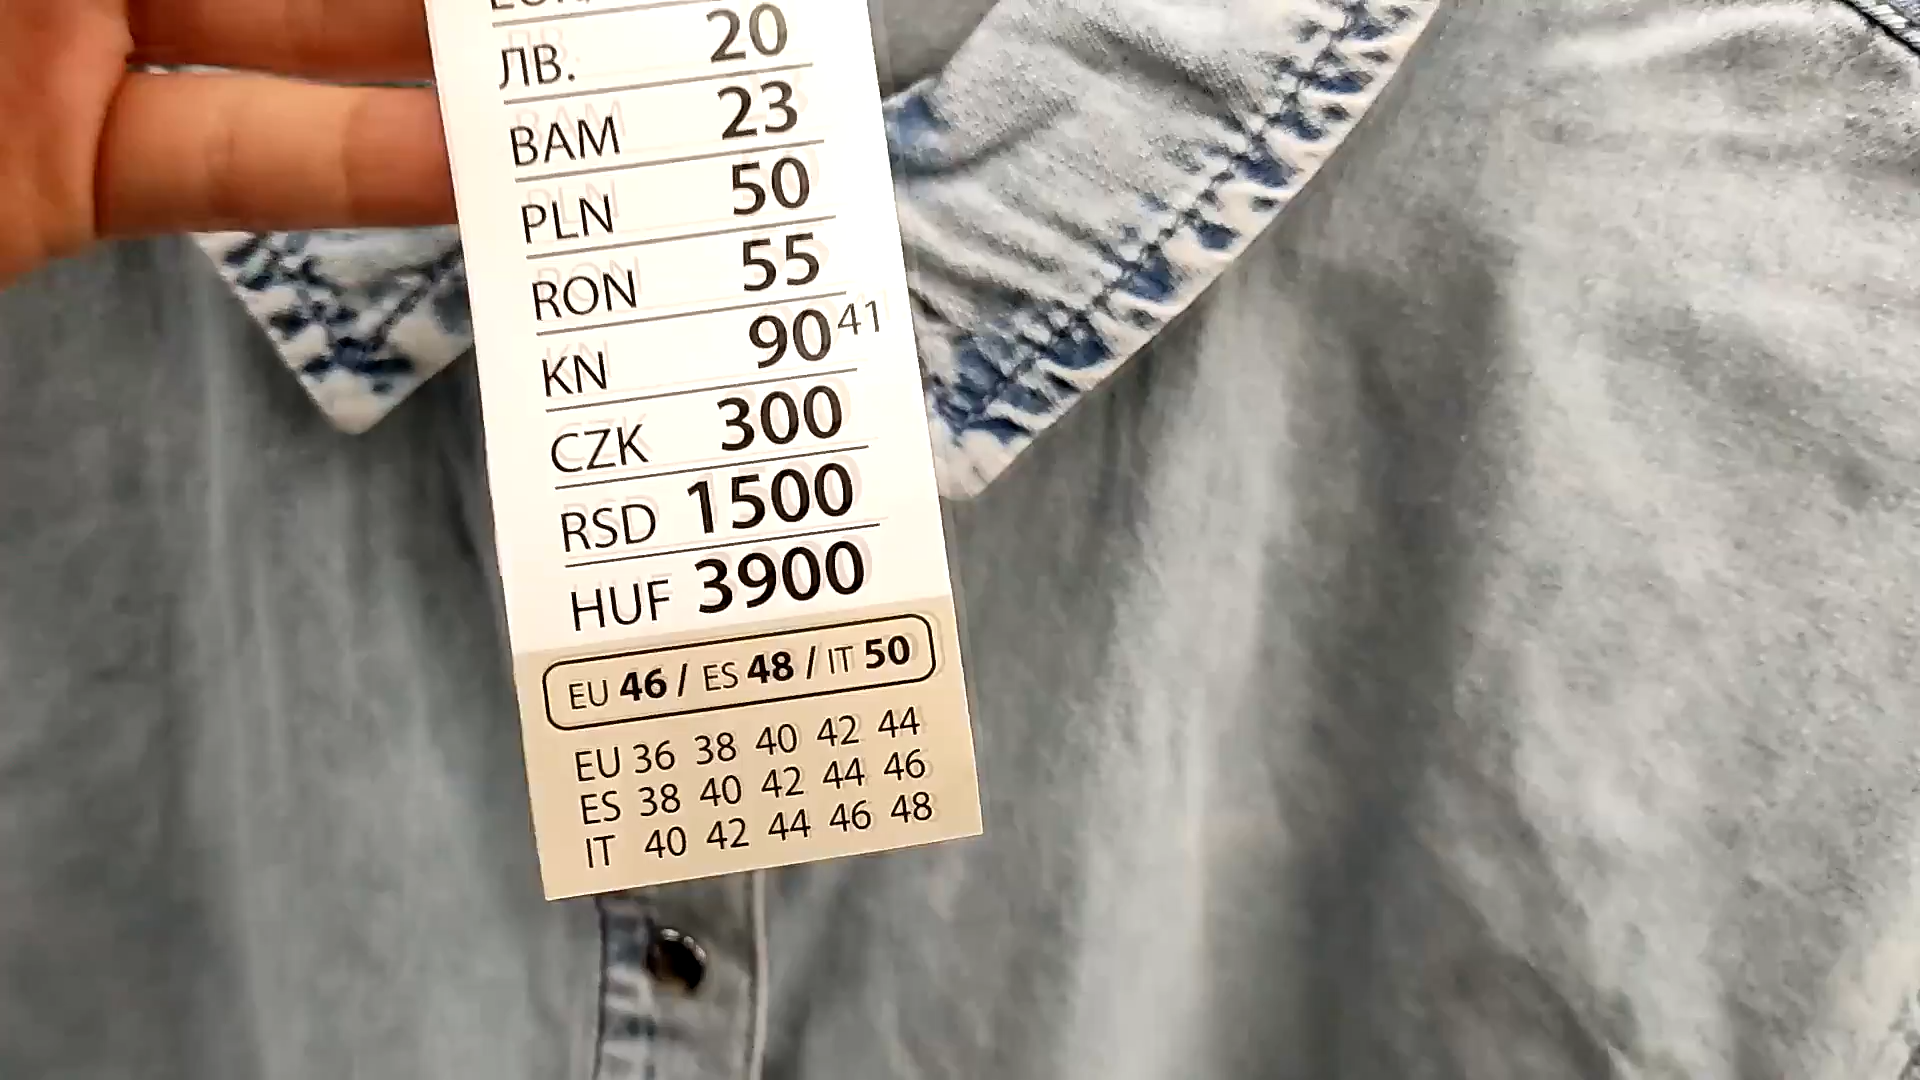 ЛВ. 20
BAM 23
PLN 50
RON 55
KN 90 41
CZK 300
RSD 1500
HUF 3900
EU 46 / ES 48 / IT 50
EU 36 38 40 42 44
ES 38 40 42 44 46
IT 40 42 44 46 48